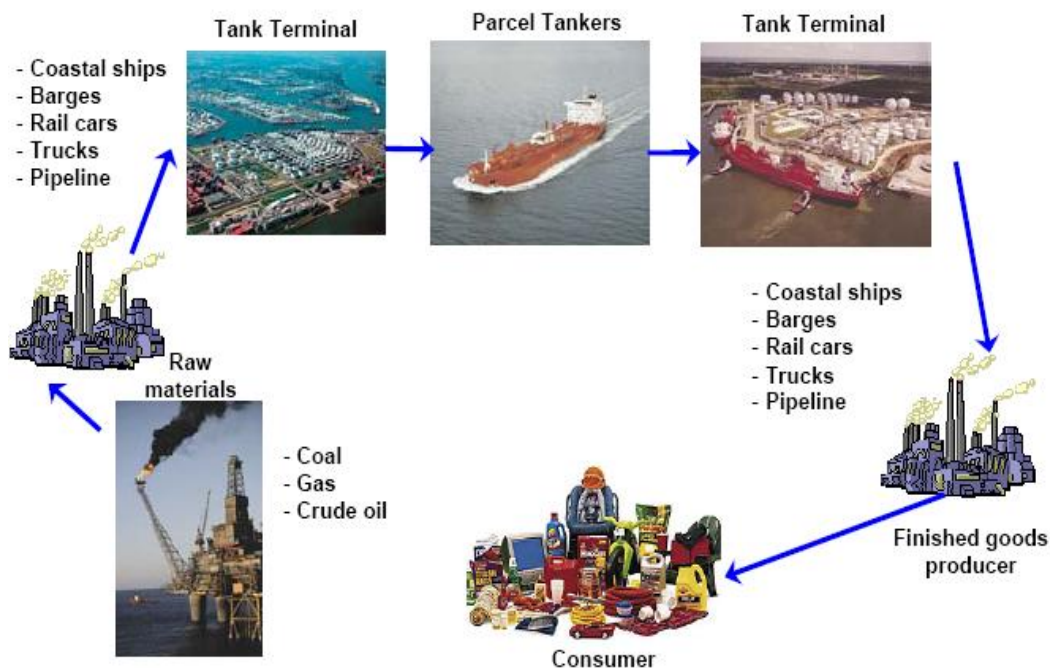 Tank Terminal
Parcel Tankers
Tank Terminal
- Coastal ships
- Barges
- Rail cars
- Trucks
- Pipeline
- Coastal ships
- Barges
- Rail cars
- Trucks
- Pipeline
Raw
materials
- Coal
- Gas
- Crude oil
Finished goods
producer
Consumer